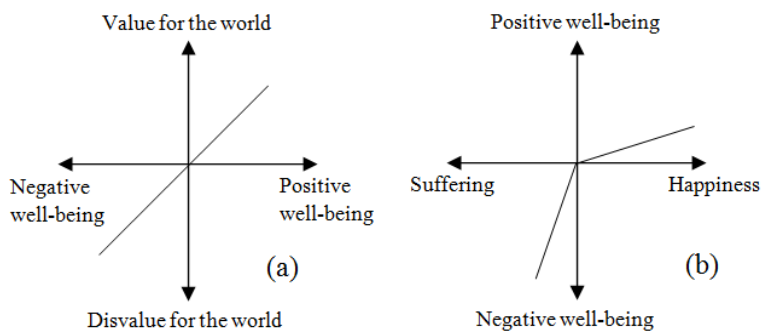 Value for the world
Negative
well-being
Positive
well-being
(a)
Disvalue for the world
Positive well-being
Suffering
Happiness
(b)
Negative well-being